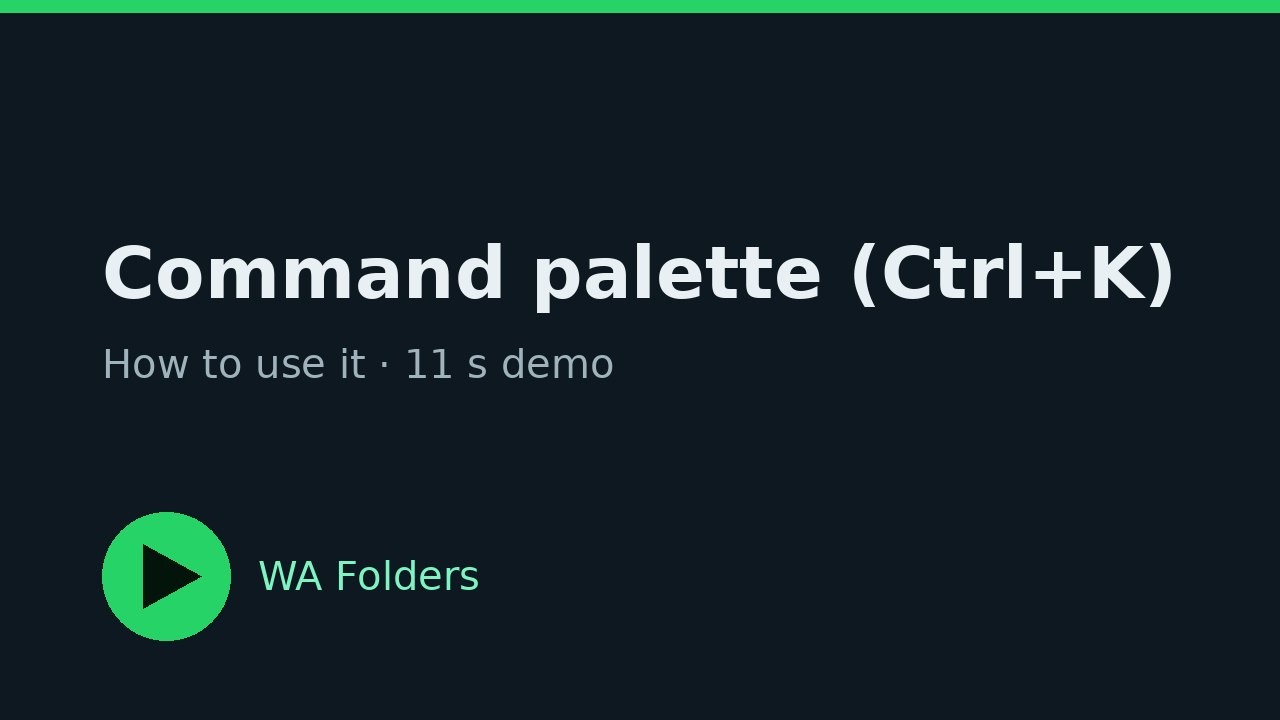 Command palette (Ctrl+K)
How to use it · 11 s demo
WA Folders